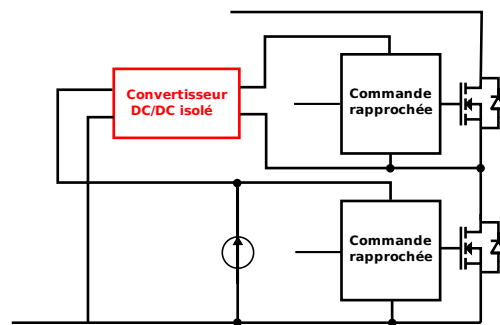 Convertisseur
DC/DC isolé
Commande
rapprochée
Commande
rapprochée